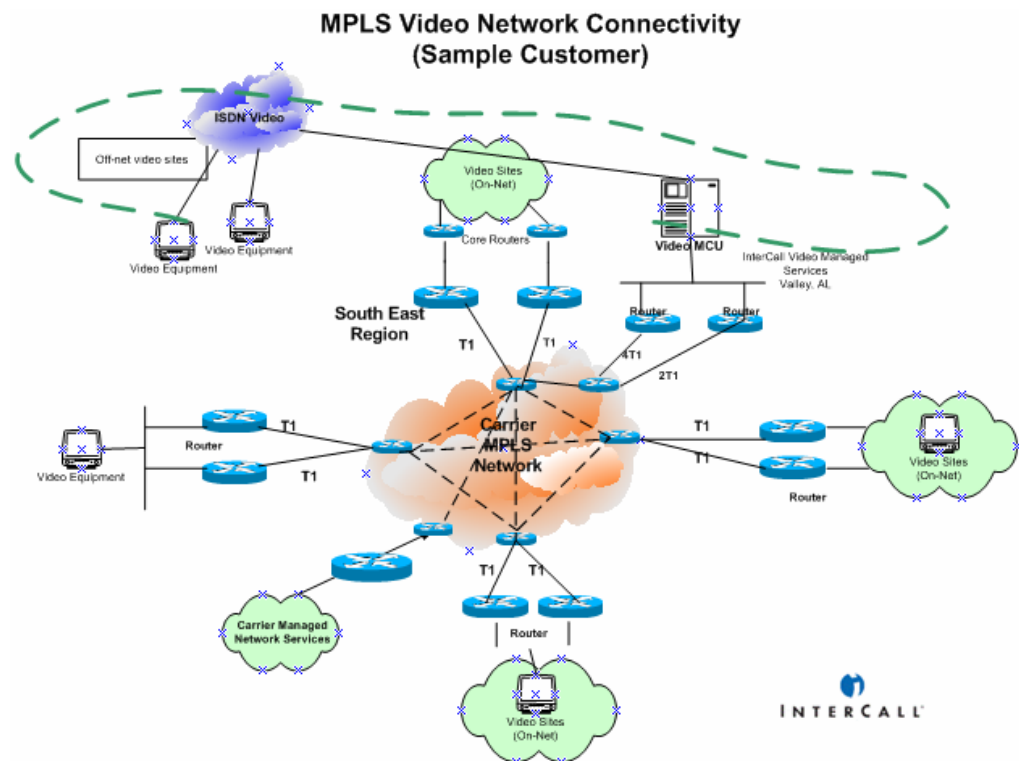 MPLS Video Network Connectivity
(Sample Customer)
ISDN Video
Off-net video sites
Video Sites
(On-Net)
Video MCU
Core Routers
Video Equipment
Video Equipment
InterCall Video Managed
Services
Valley, AL
South East
Region
Router
Router
T1
T1
4T1
2T1
Carrier
MPLS
Network
T1
Router
T1
Video Equipment
T1
T1
Video Sites
(On-Net)
Router
T1
T1
Carrier Managed
Network Services
Router
Video Sites
(On-Net)
INTERCALL